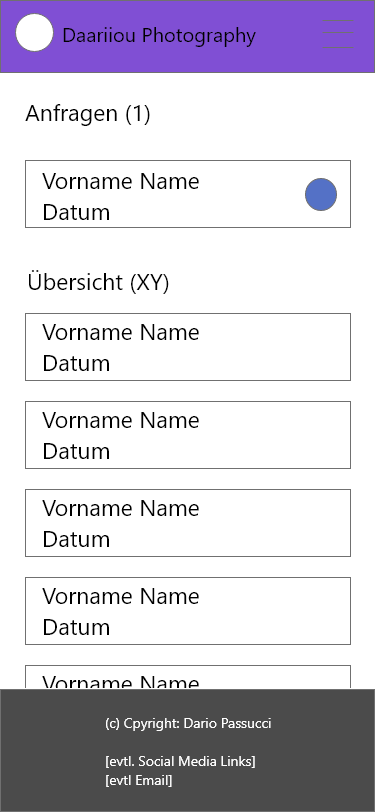 Daariiou Photography
Anfragen (1)
Vorname Name
Datum
Übersicht (XY)
Vorname Name
Datum
Vorname Name
Datum
Vorname Name
Datum
Vorname Name
Datum
Vorname Name
(c) Cpyright: Dario Passucci
[evtl. Social Media Links]
[evtl Email]